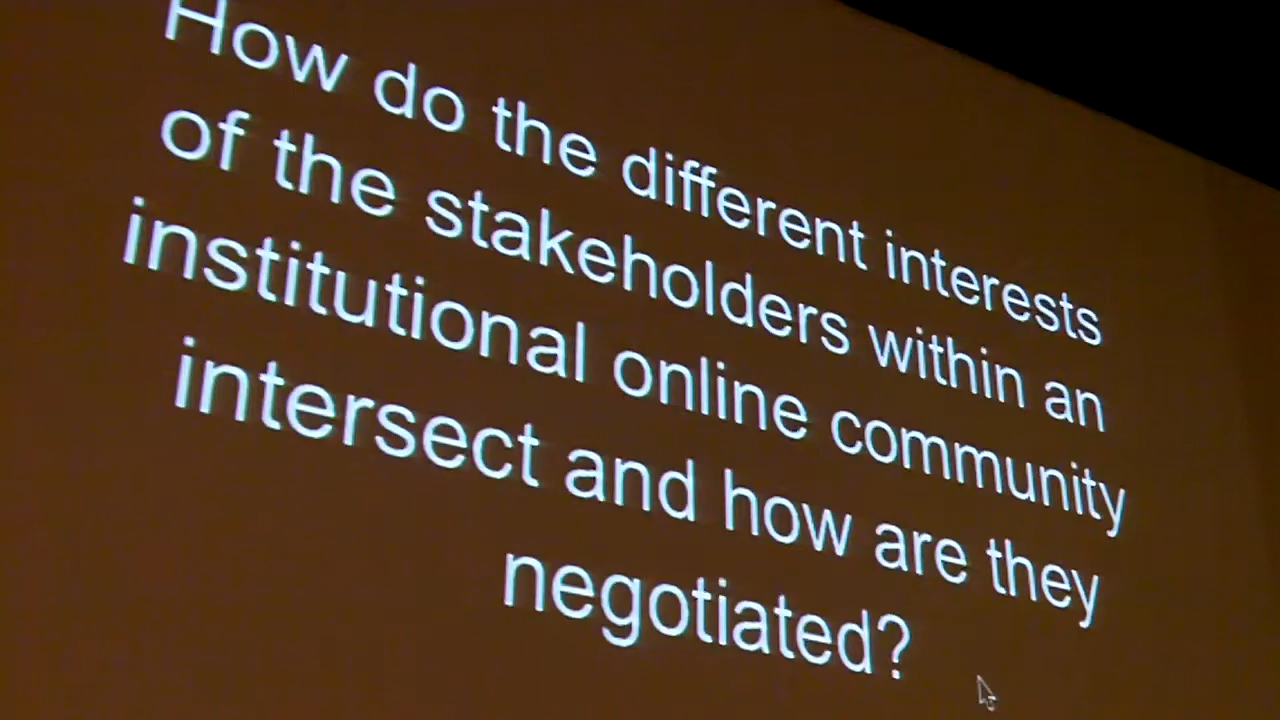 How do the different interests
of the stakeholders within an
institutional online community
intersect and how are they
negotiated?